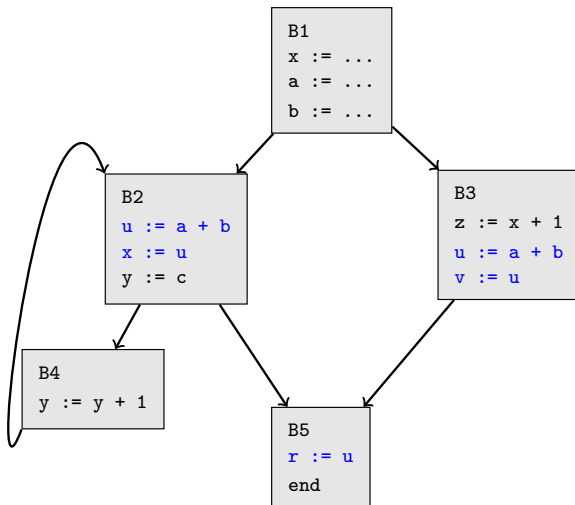 B1
x := ...
a := ...
b := ...
B2
u := a + b
x := u
y := c
B3
z := x + 1
u := a + b
v := u
B4
y := y + 1
B5
r := u
end